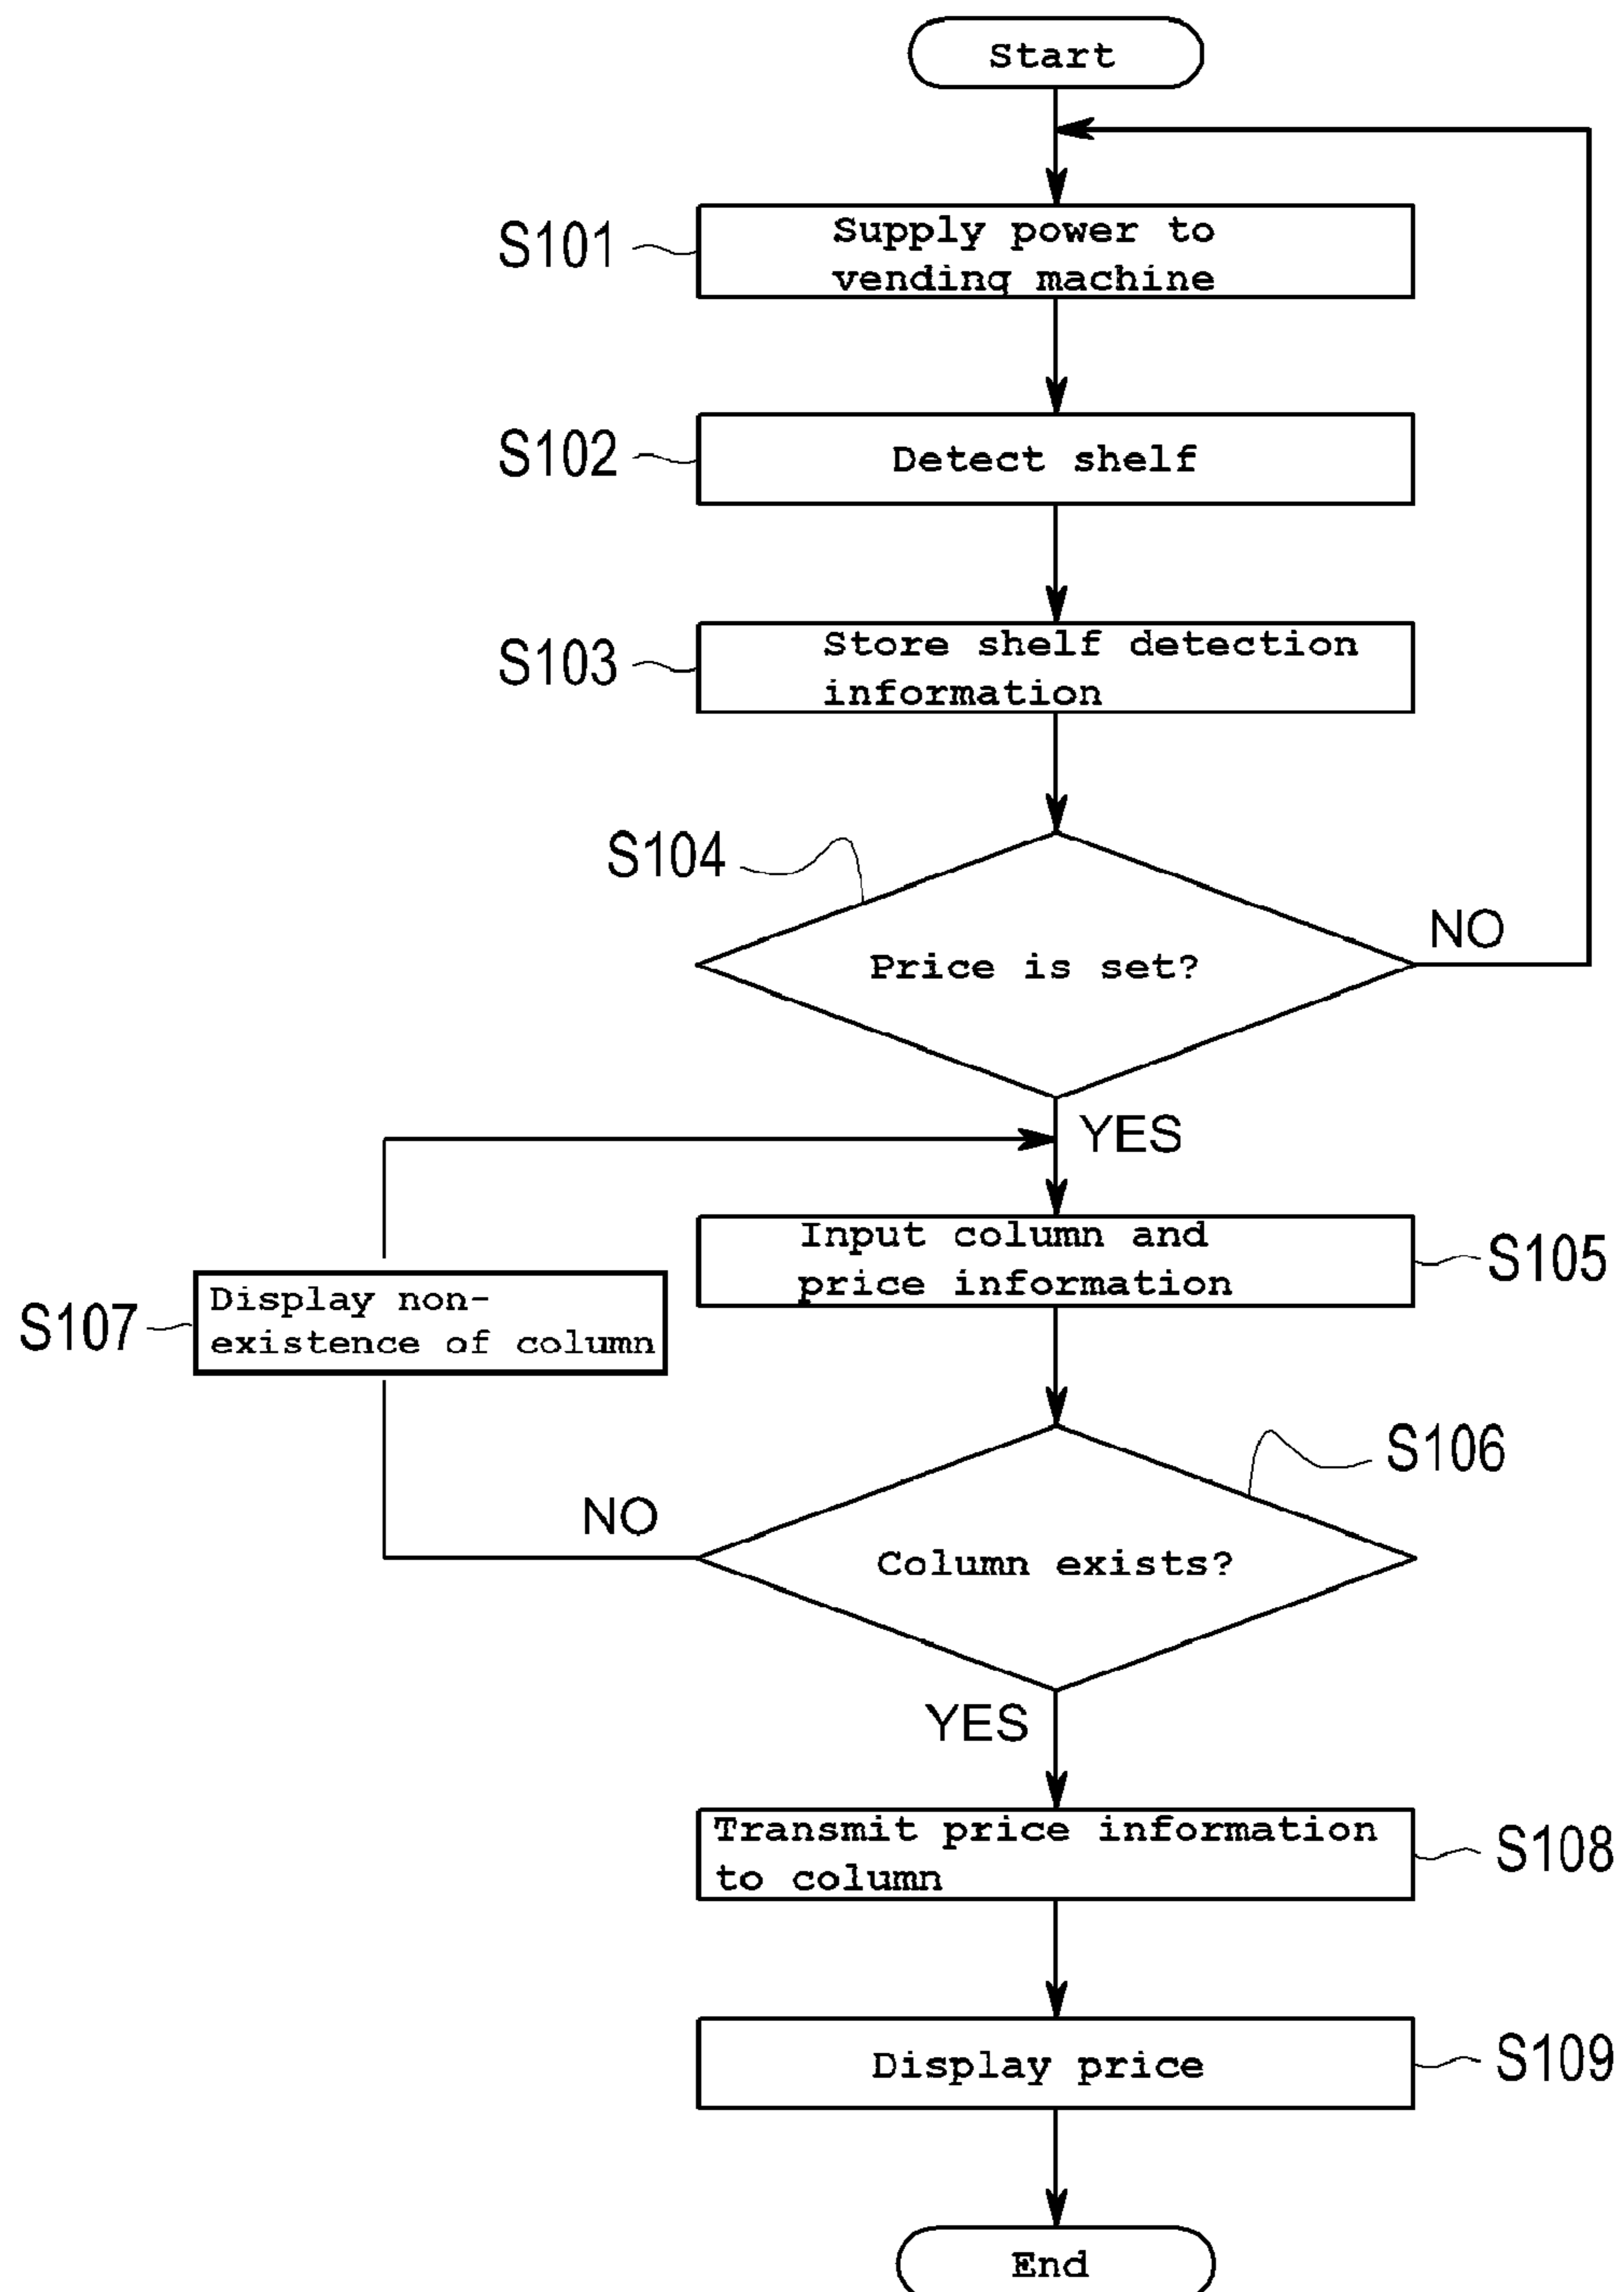 Start
S101
Supply power to
vending machine
S102
Detect shelf
S103
Store shelf detection
information
S104
Price is set?
NO
YES
Input column and
price information
S105
S107
Display non-
existence of column
S106
NO
Column exists?
YES
Transmit price information
to column
S108
Display price
S109
End